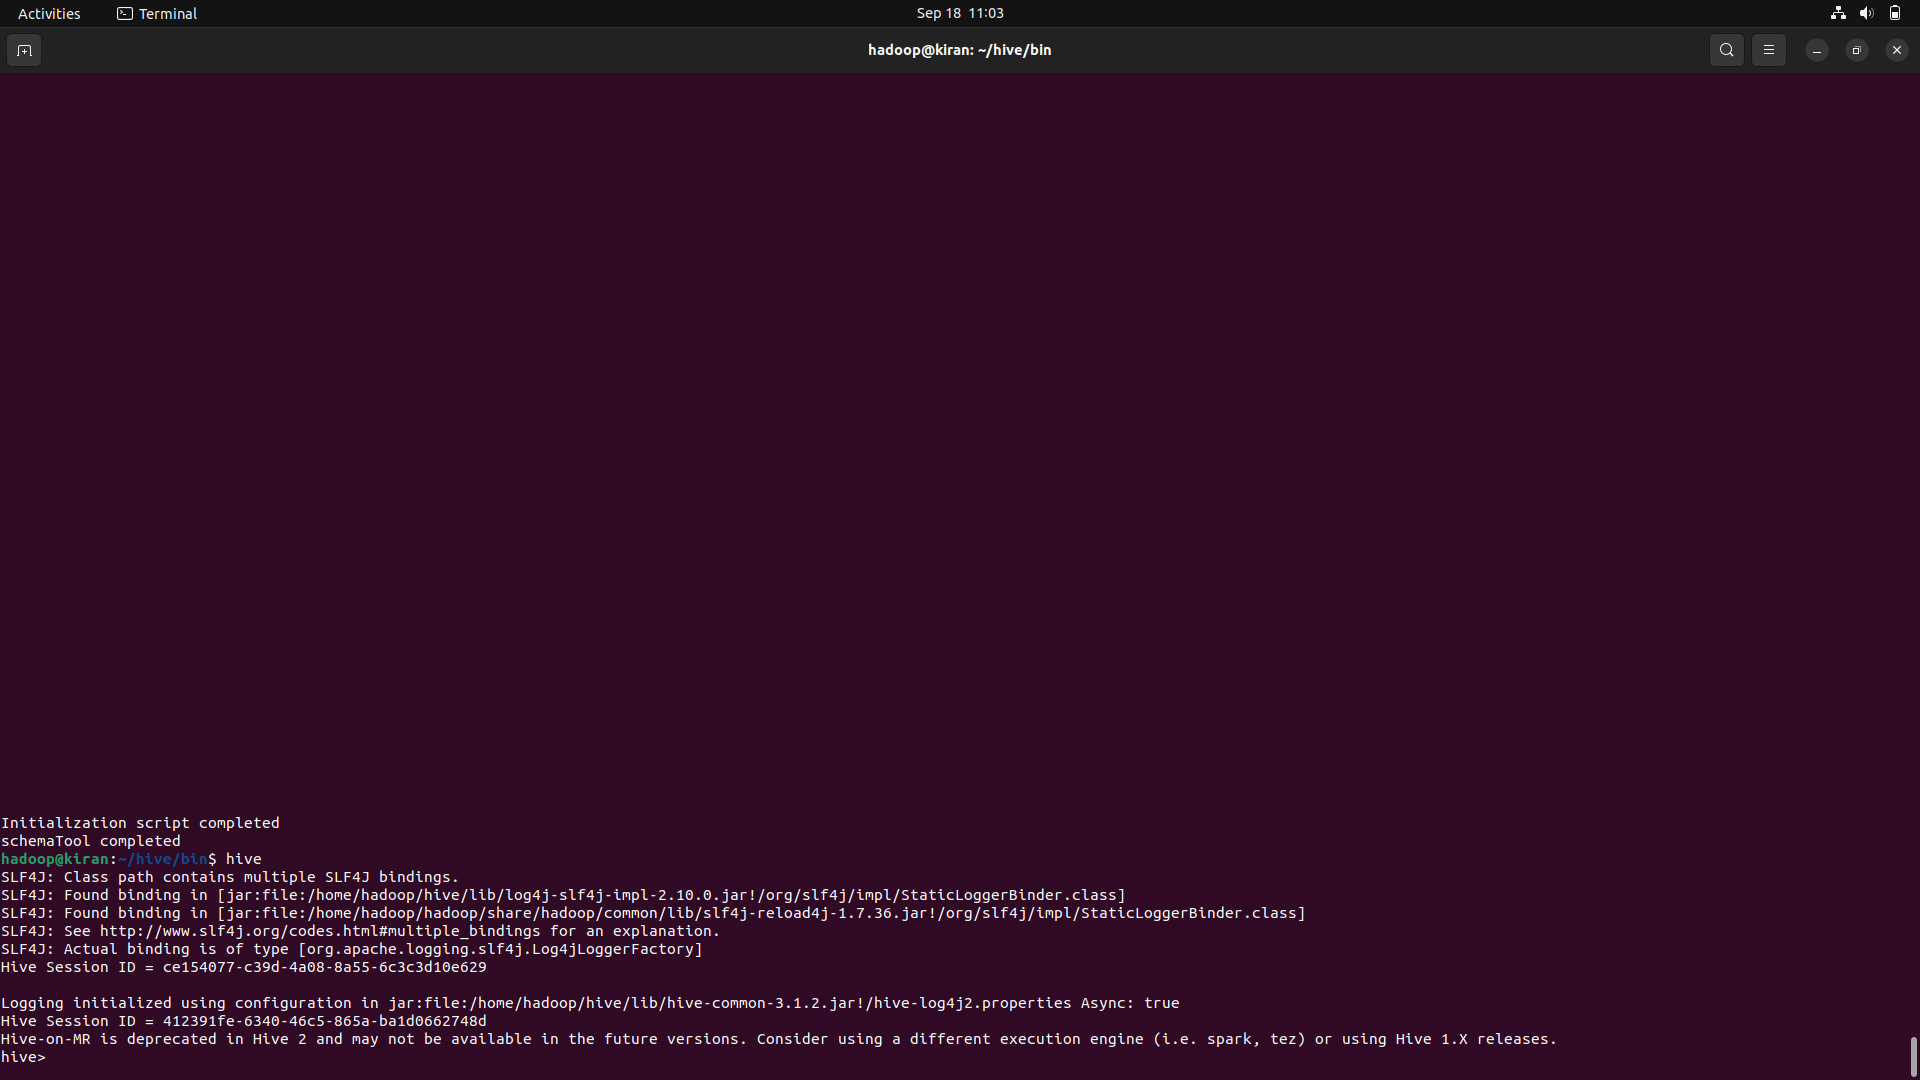 Activities
Terminal
Sep 18 11:03
hadoop@kiran: ~/hive/bin
Initialization script completed
schemaTool completed
hadoop@kiran:~/hive/bin$ hive
SLF4J: Class path contains multiple SLF4J bindings.
SLF4J: Found binding in [jar:file:/home/hadoop/hive/lib/log4j-slf4j-impl-2.10.0.jar!/org/slf4j/impl/StaticLoggerBinder.class]
SLF4J: Found binding in [jar:file:/home/hadoop/hadoop/share/hadoop/common/lib/slf4j-reload4j-1.7.36.jar!/org/slf4j/impl/StaticLoggerBinder.class]
SLF4J: See http://www.slf4j.org/codes.html#multiple_bindings for an explanation.
SLF4J: Actual binding is of type [org.apache.logging.slf4j.Log4jLoggerFactory]
Hive Session ID = ce154077-c39d-4a08-8a55-6c3c3d10e629
Logging initialized using configuration in jar:file:/home/hadoop/hive/lib/hive-common-3.1.2.jar!/hive-log4j2.properties Async: true
Hive Session ID = 412391fe-6340-46c5-865a-ba1d0662748d
Hive-on-MR is deprecated in Hive 2 and may not be available in the future versions. Consider using a different execution engine (i.e. spark, tez) or using Hive 1.X releases.
hive>